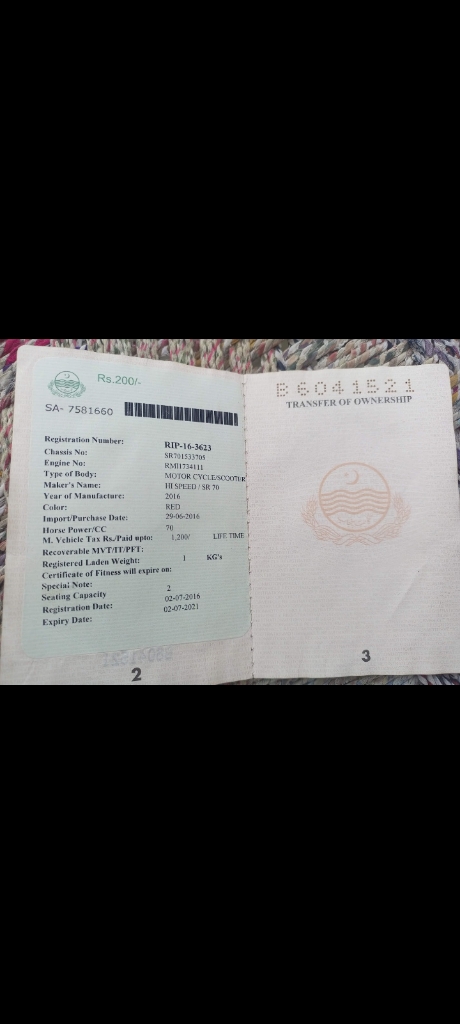 Rs.200/-
SA- 7581660
Registration Number: RIP-16-3623
Chassis No: SR701533705
Engine No: RM11734111
Type of Body: MOTOR CYCLE/SCOOTER
Maker's Name: HI SPEED / SR 70
Year of Manufacture: 2016
Color: RED
Import/Purchase Date: 29-06-2016
Horse Power/CC 70
M. Vehicle Tax Rs./Paid upto: 1,200/ LIFE TIME
Recoverable MVT/IT/PFT:
Registered Laden Weight: 1 KG's
Certificate of Fitness will expire on:
Special Note:
Seating Capacity 2
Registration Date: 02-07-2016
Expiry Date: 02-07-2021
2
B6041521
TRANSFER OF OWNERSHIP
3